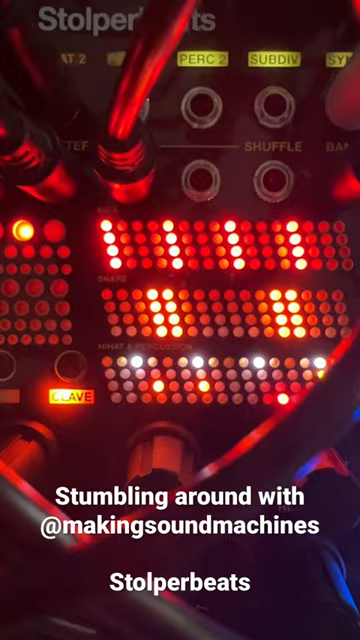 Stolperbeats
PERC 2 SUBDIV
SHUFFLE
SNARE
HIHAT & PERCUSSION
CLAVE
Stumbling around with
@makingsoundmachines
Stolperbeats